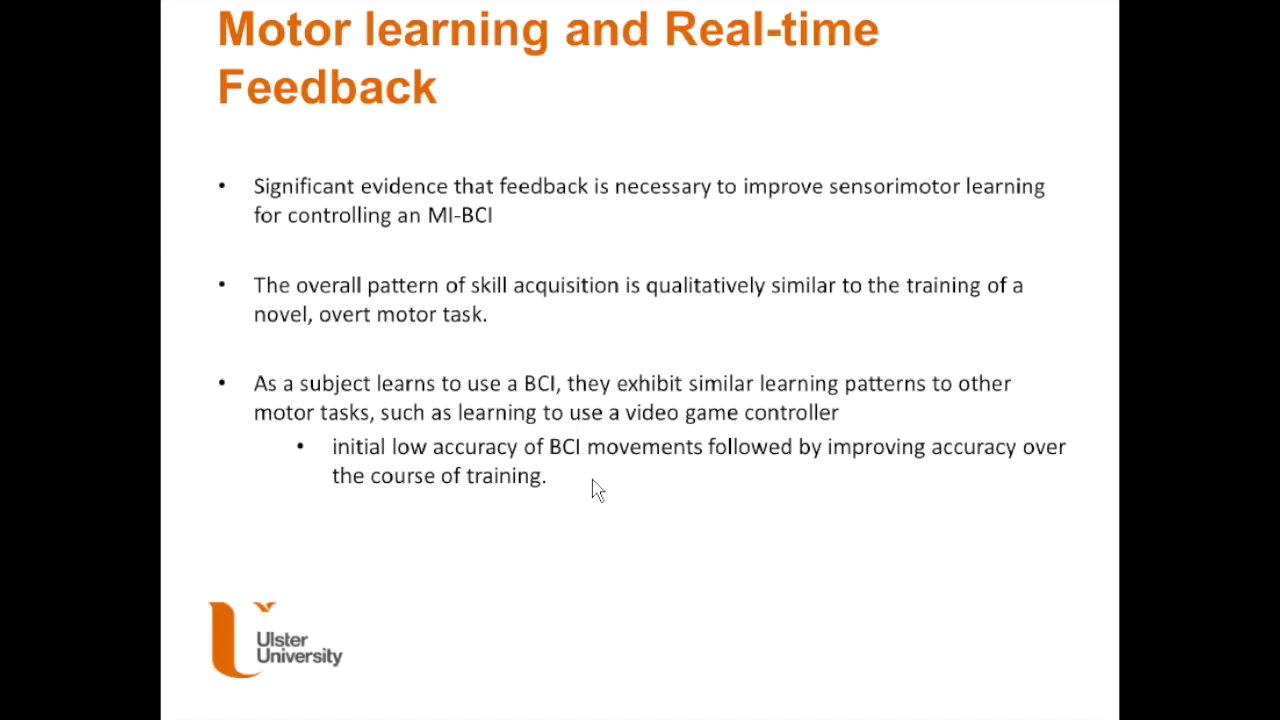 Motor learning and Real-time
Feedback
• Significant evidence that feedback is necessary to improve sensorimotor learning
for controlling an MI-BCI
• The overall pattern of skill acquisition is qualitatively similar to the training of a
novel, overt motor task.
• As a subject learns to use a BCI, they exhibit similar learning patterns to other
motor tasks, such as learning to use a video game controller
• initial low accuracy of BCI movements followed by improving accuracy over
the course of training.
Ulster
University